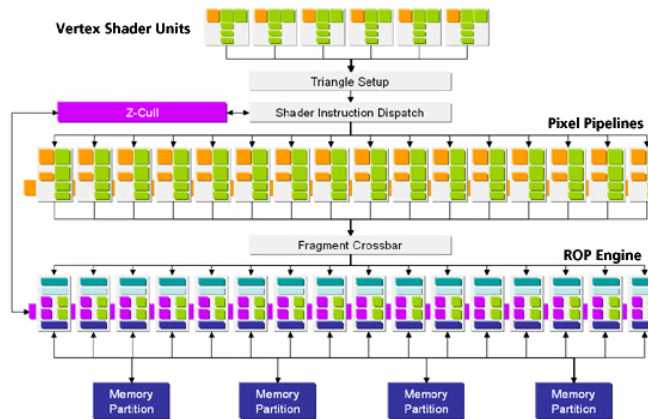 Vertex Shader Units
Triangle Setup
Z-Cull
Shader Instruction Dispatch
Pixel Pipelines
Fragment Crossbar
ROP Engine
Memory
Partition
Memory
Partition
Memory
Partition
Memory
Partition